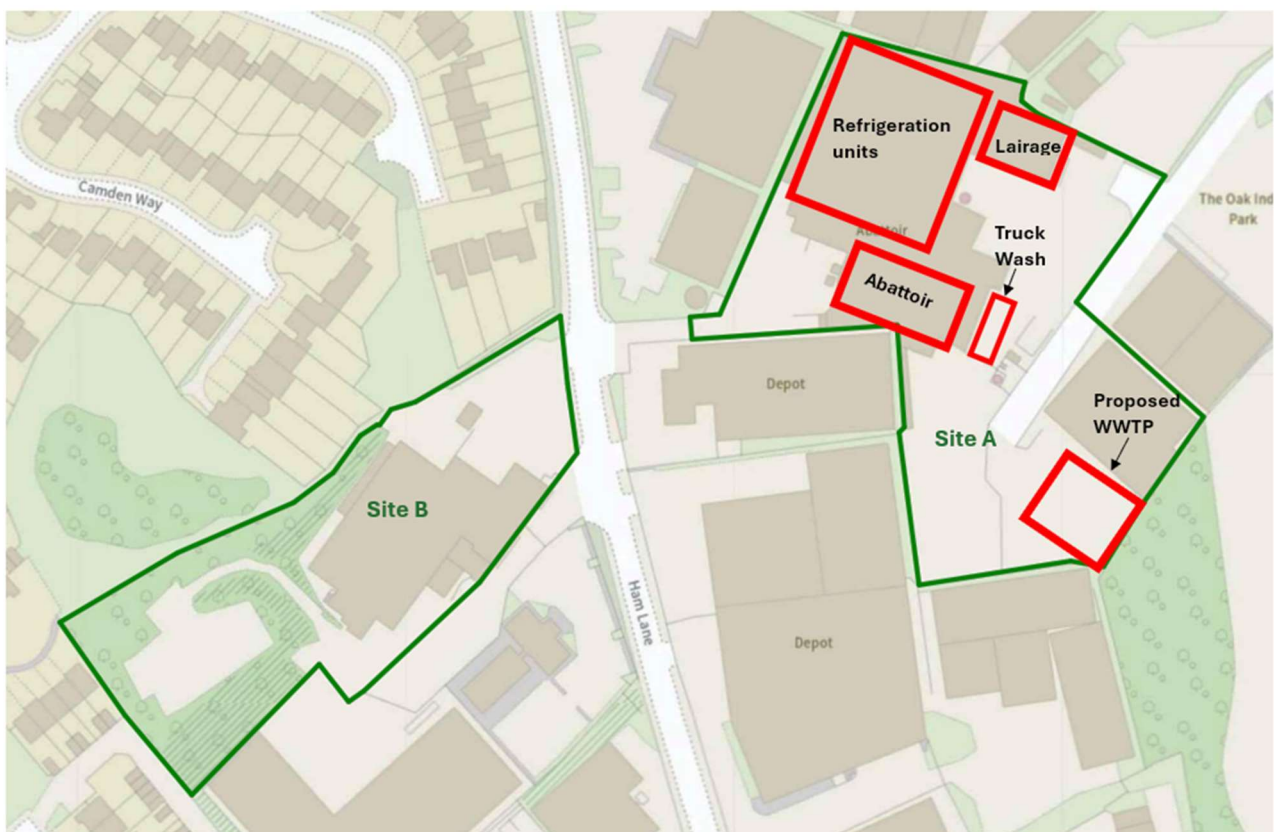 Camden Way
Refrigeration
units
Lairage
The Oak Ind
Park
Truck
Wash
Abattoir
Abattoir
Depot
Proposed
WWTP
Site A
Site B
Ham Lane
Depot